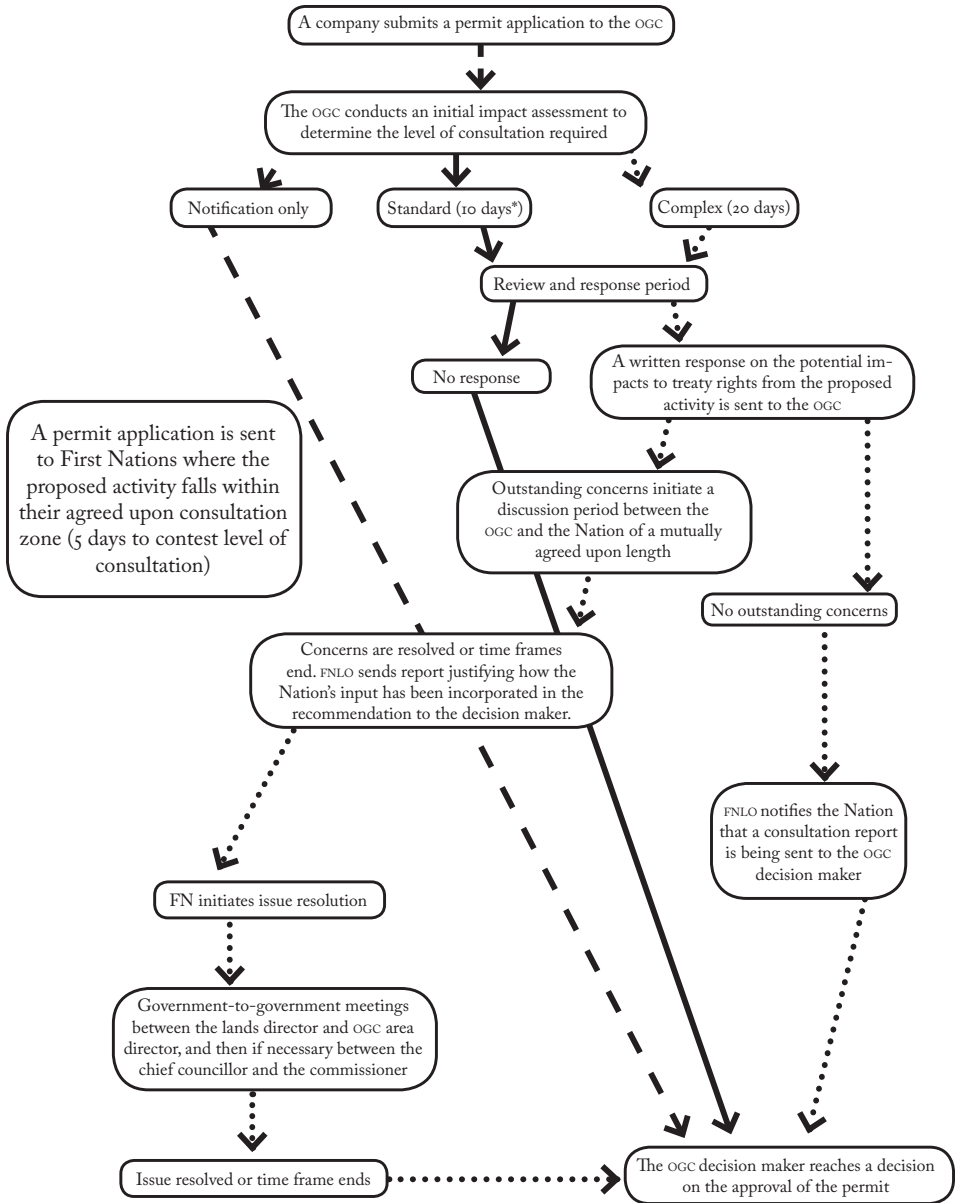 A company submits a permit application to the OGC
The OGC conducts an initial impact assessment to
determine the level of consultation required
Notification only
Standard (10 days*)
Complex (20 days)
Review and response period
No response
A written response on the potential im-
pacts to treaty rights from the proposed
activity is sent to the OGC
A permit application is sent
to First Nations where the
proposed activity falls within
their agreed upon consultation
zone (5 days to contest level of
consultation)
Outstanding concerns initiate a
discussion period between the
OGC and the Nation of a mutually
agreed upon length
No outstanding concerns
Concerns are resolved or time frames
end. FNLO sends report justifying how the
Nation's input has been incorporated in the
recommendation to the decision maker.
FNLO notifies the Nation
that a consultation report
is being sent to the OGC
decision maker
FN initiates issue resolution
Government-to-government meetings
between the lands director and OGC area
director, and then if necessary between the
chief councillor and the commissioner
Issue resolved or time frame ends
The OGC decision maker reaches a decision
on the approval of the permit